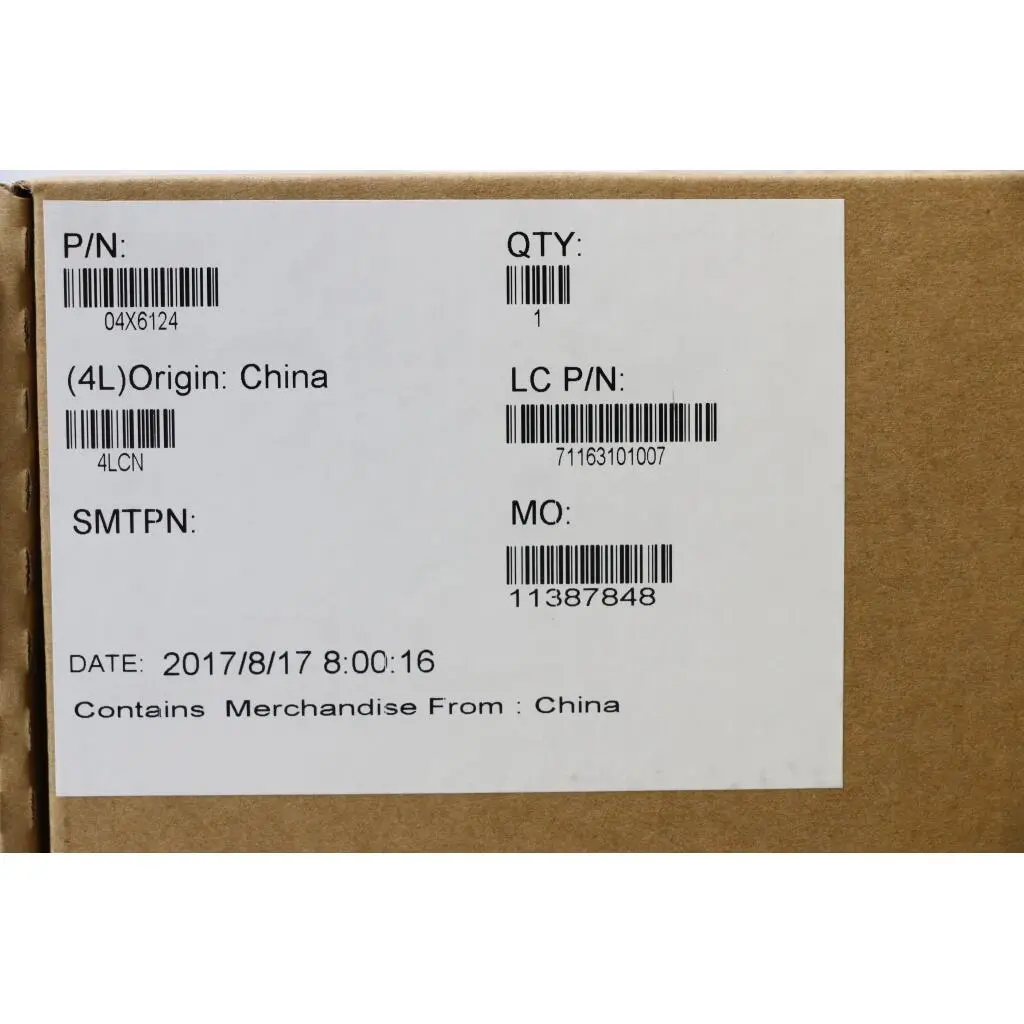 P/N:
QTY:
04X6124
1
(4L)Origin: China
LC P/N:
4LCN
71163101007
SMTPN:
MO:
11387848
DATE: 2017/8/17 8:00:16
Contains Merchandise From : China